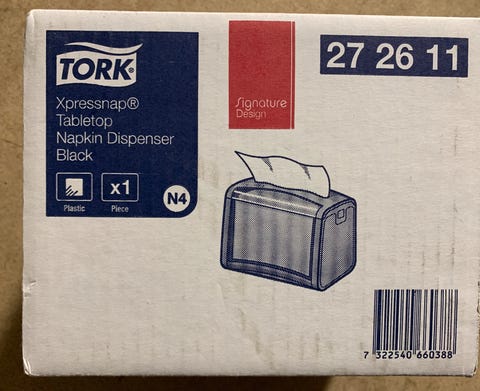 TORK®
Xpressnap®
Tabletop
Napkin Dispenser
Black
Plastic
x1
Piece
N4
Signature
Design
27 26 11
7 322540 660388